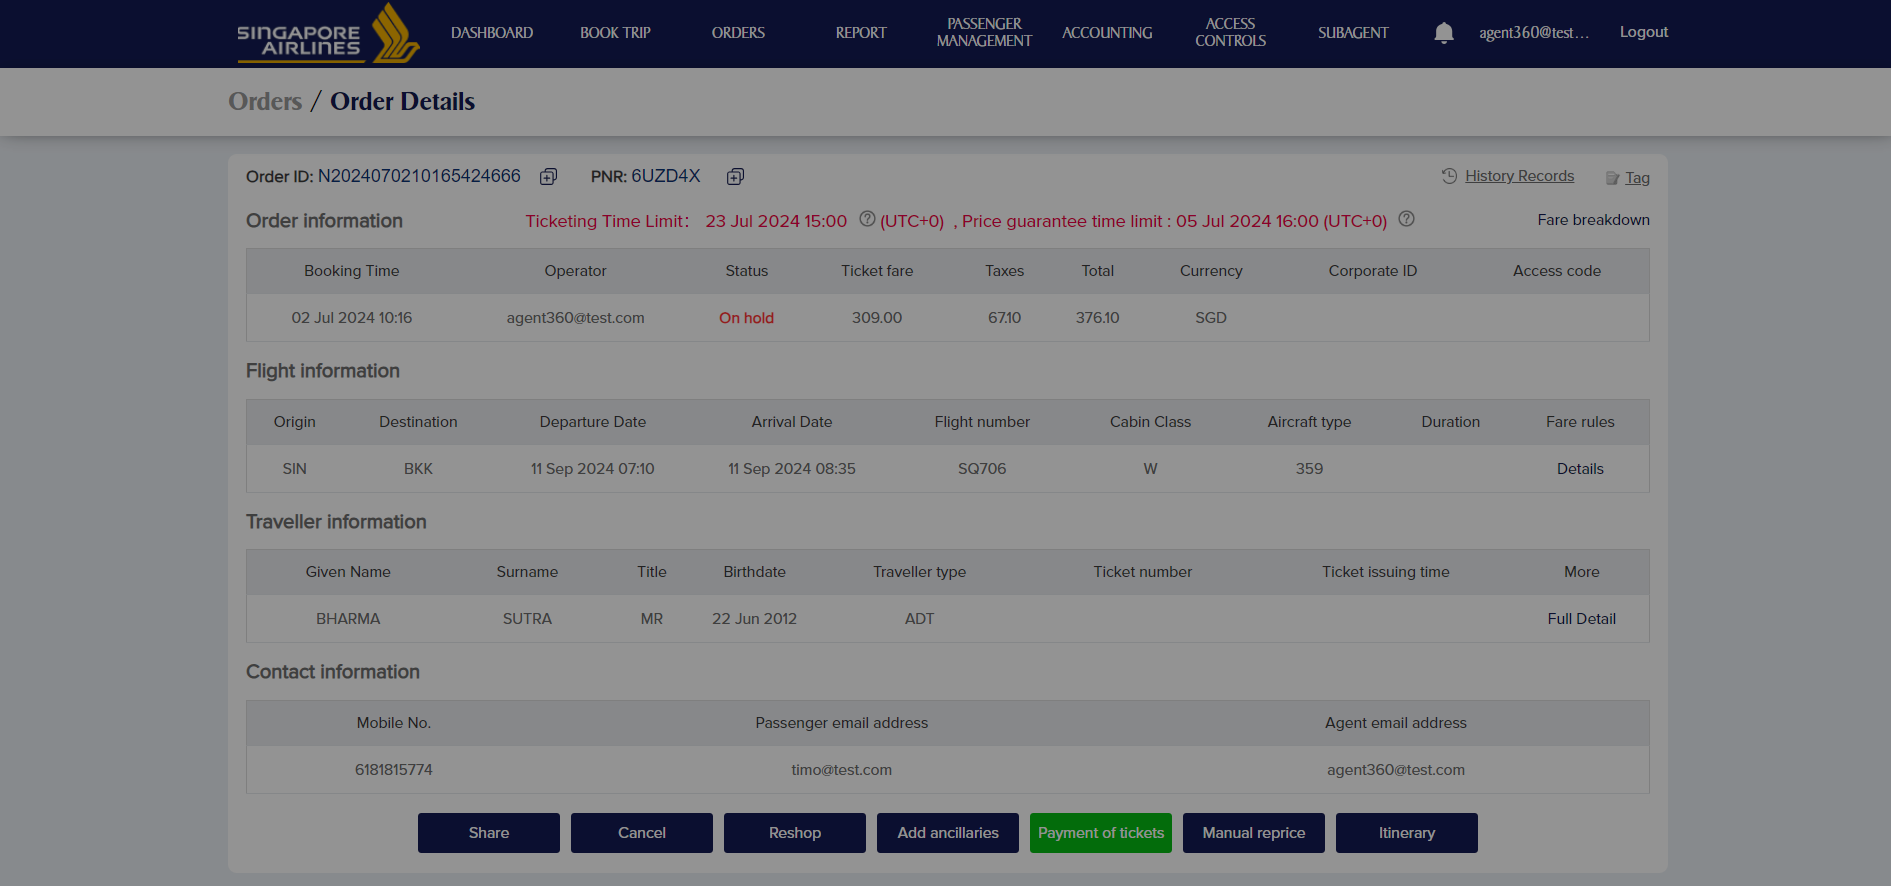 SINGAPORE AIRLINES
DASHBOARD BOOK TRIP ORDERS REPORT PASSENGER MANAGEMENT ACCOUNTING ACCESS CONTROLS SUBAGENT agent360@test... Logout
Orders / Order Details
Order ID: N2024070210165424666 PNR: 6UZD4X History Records Tag
Order information Ticketing Time Limit: 23 Jul 2024 15:00 (UTC+0) , Price guarantee time limit : 05 Jul 2024 16:00 (UTC+0) Fare breakdown
Booking Time Operator Status Ticket fare Taxes Total Currency Corporate ID Access code
02 Jul 2024 10:16 agent360@test.com On hold 309.00 67.10 376.10 SGD
Flight information
Origin Destination Departure Date Arrival Date Flight number Cabin Class Aircraft type Duration Fare rules
SIN BKK 11 Sep 2024 07:10 11 Sep 2024 08:35 SQ706 W 359 Details
Traveller information
Given Name Surname Title Birthdate Traveller type Ticket number Ticket issuing time More
BHARMA SUTRA MR 22 Jun 2012 ADT Full Detail
Contact information
Mobile No. Passenger email address Agent email address
6181815774 timo@test.com agent360@test.com
Share Cancel Reshop Add ancillaries Payment of tickets Manual reprice Itinerary